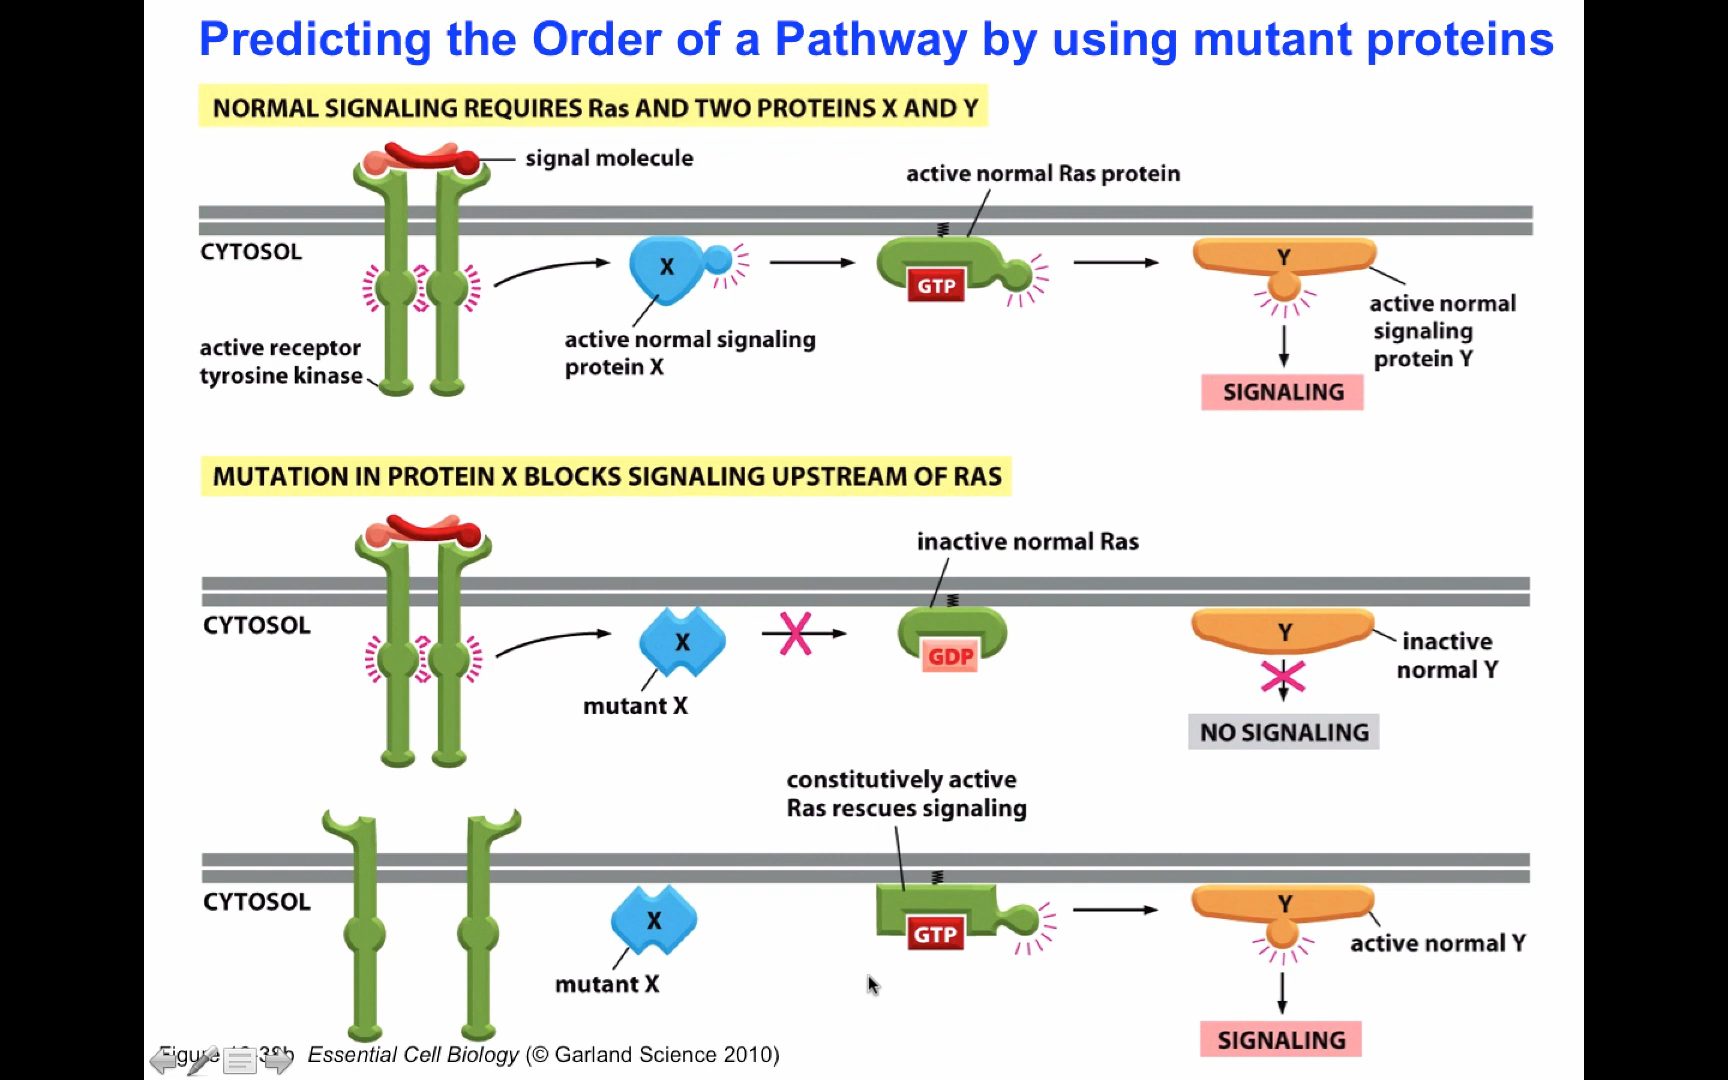 Predicting the Order of a Pathway by using mutant proteins
NORMAL SIGNALING REQUIRES Ras AND TWO PROTEINS X AND Y
signal molecule
active normal Ras protein
CYTOSOL
X
GTP
Y
active normal signaling
protein X
active normal
signaling
protein Y
active receptor
tyrosine kinase
SIGNALING
MUTATION IN PROTEIN X BLOCKS SIGNALING UPSTREAM OF RAS
inactive normal Ras
CYTOSOL
X
GDP
Y
inactive
normal Y
mutant X
NO SIGNALING
constitutively active
Ras rescues signaling
CYTOSOL
X
GTP
Y
active normal Y
mutant X
SIGNALING
Essential Cell Biology (© Garland Science 2010)